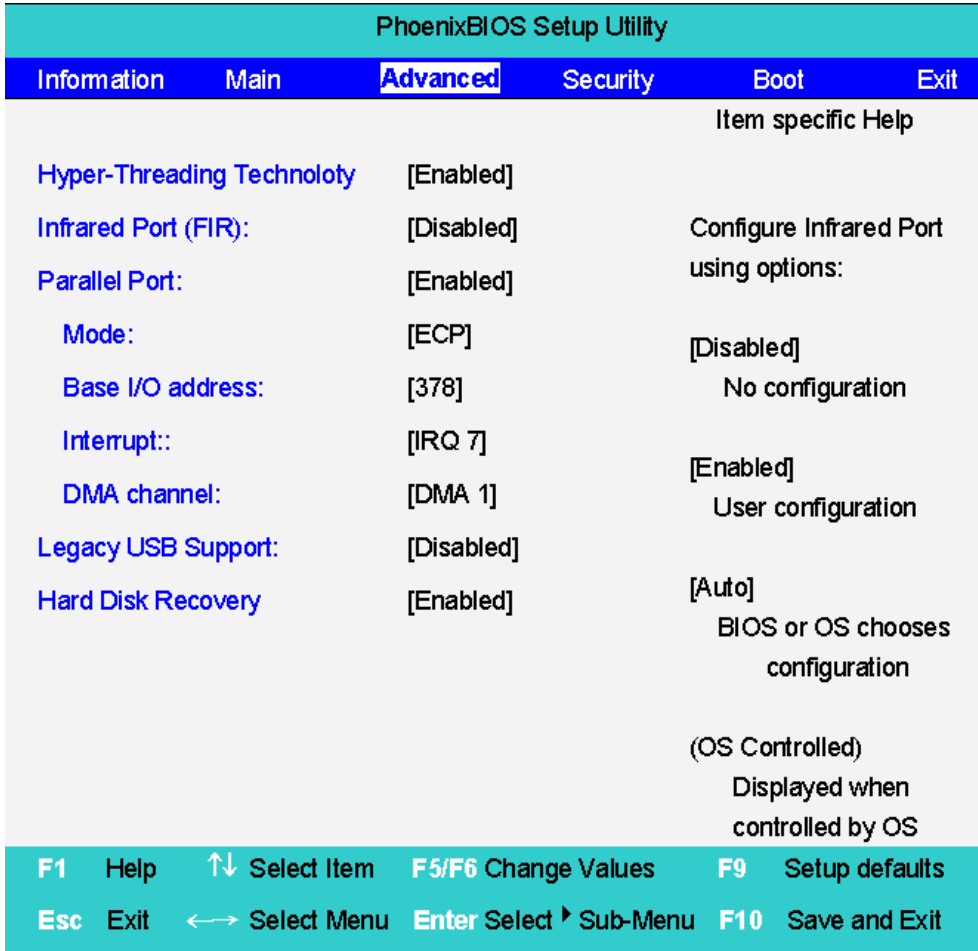 PhoenixBIOS Setup Utility
Information Main Advanced Security Boot Exit
Item specific Help
Hyper-Threading Technoloty [Enabled]
Infrared Port (FIR): [Disabled]
Parallel Port: [Enabled]
Mode: [ECP]
Base I/O address: [378]
Interrupt:: [IRQ 7]
DMA channel: [DMA 1]
Legacy USB Support: [Disabled]
Hard Disk Recovery [Enabled]
Configure Infrared Port
using options:
[Disabled]
No configuration
[Enabled]
User configuration
[Auto]
BIOS or OS chooses
configuration
(OS Controlled)
Displayed when
controlled by OS
F1 Help ↑↓ Select Item F5/F6 Change Values F9 Setup defaults
Esc Exit ←→ Select Menu Enter Select ▶ Sub-Menu F10 Save and Exit